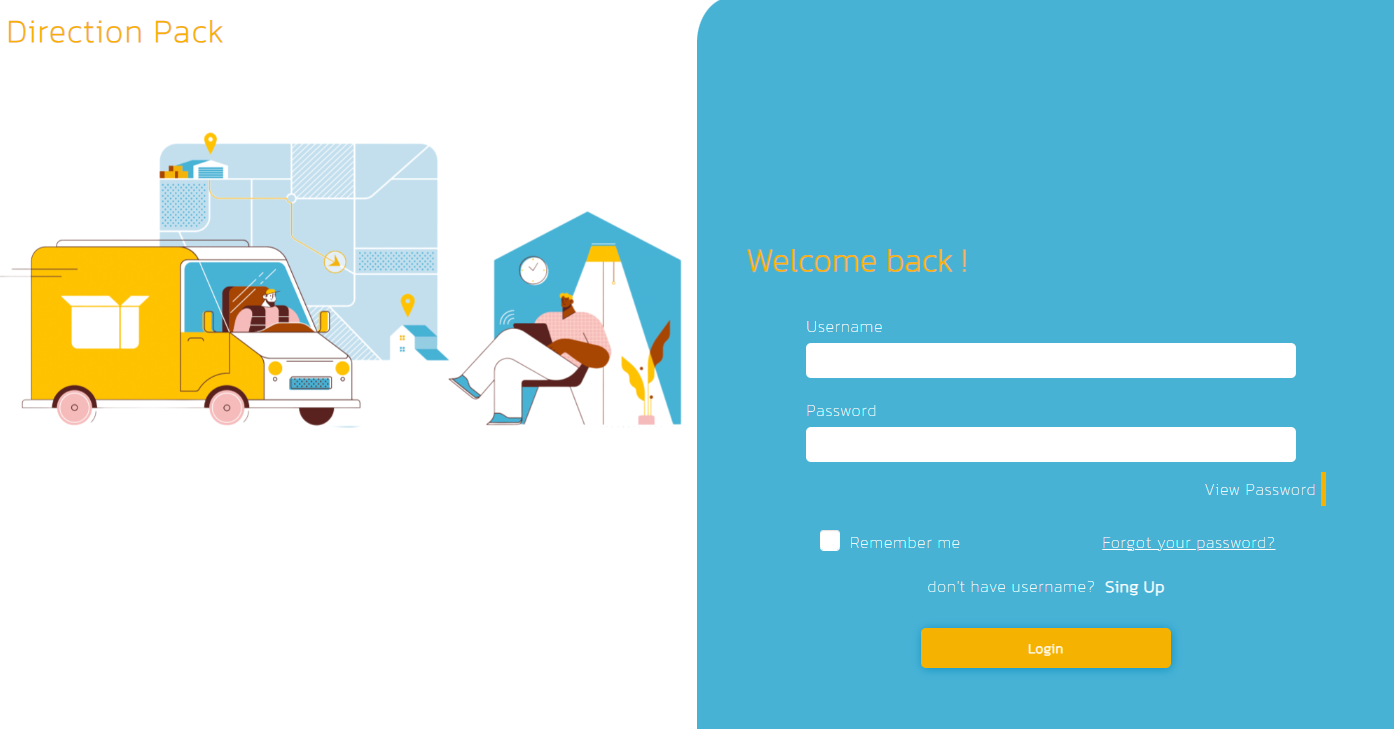 Direction Pack
Welcome back !
Username
Password
View Password
Remember me
Forgot your password?
don't have username? Sing Up
Login